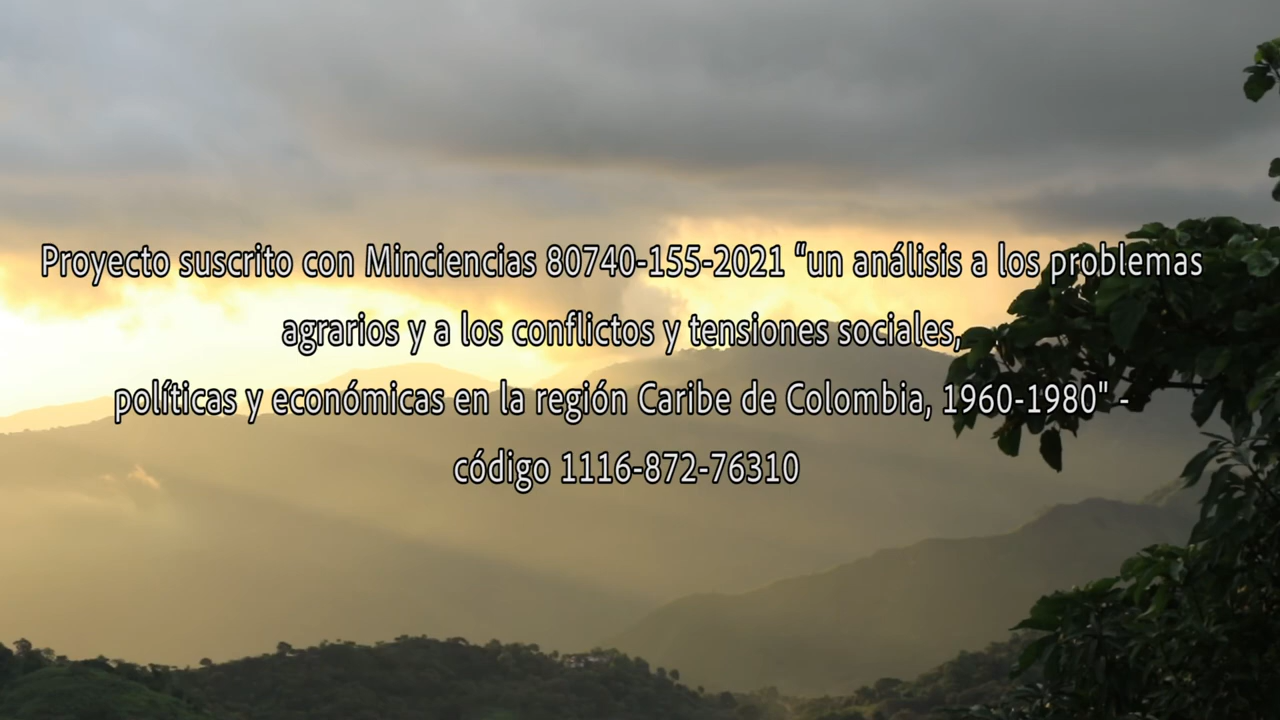 Proyecto suscrito con Minciencias 80740-155-2021 “un análisis a los problemas
agrarios y a los conflictos y tensiones sociales,
políticas y económicas en la región Caribe de Colombia, 1960-1980" -
código 1116-872-76310